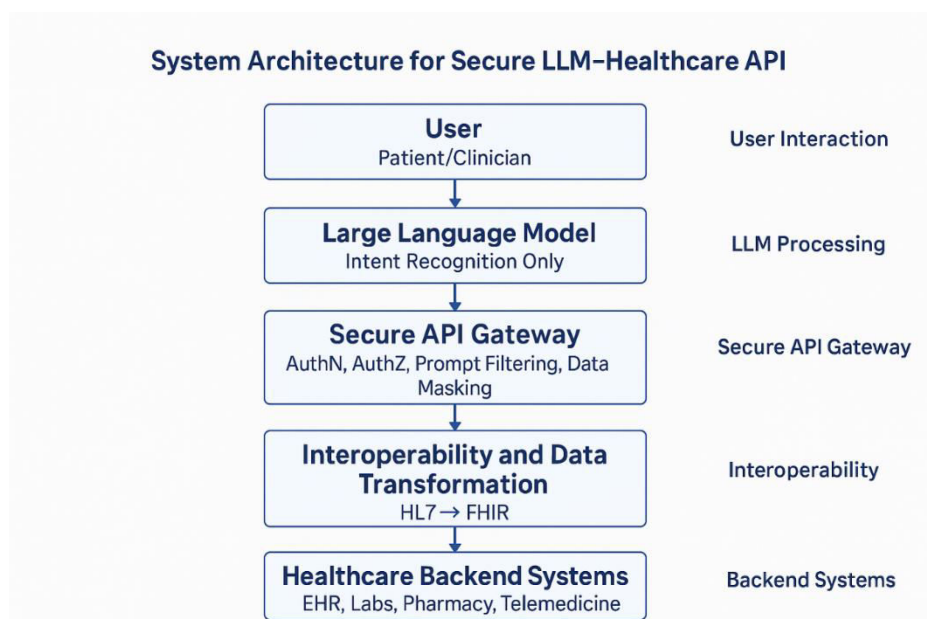 System Architecture for Secure LLM–Healthcare API
User
Patient/Clinician
User Interaction
Large Language Model
Intent Recognition Only
LLM Processing
Secure API Gateway
AuthN, AuthZ, Prompt Filtering, Data
Masking
Secure API Gateway
Interoperability and Data
Transformation
HL7 → FHIR
Interoperability
Healthcare Backend Systems
EHR, Labs, Pharmacy, Telemedicine
Backend Systems